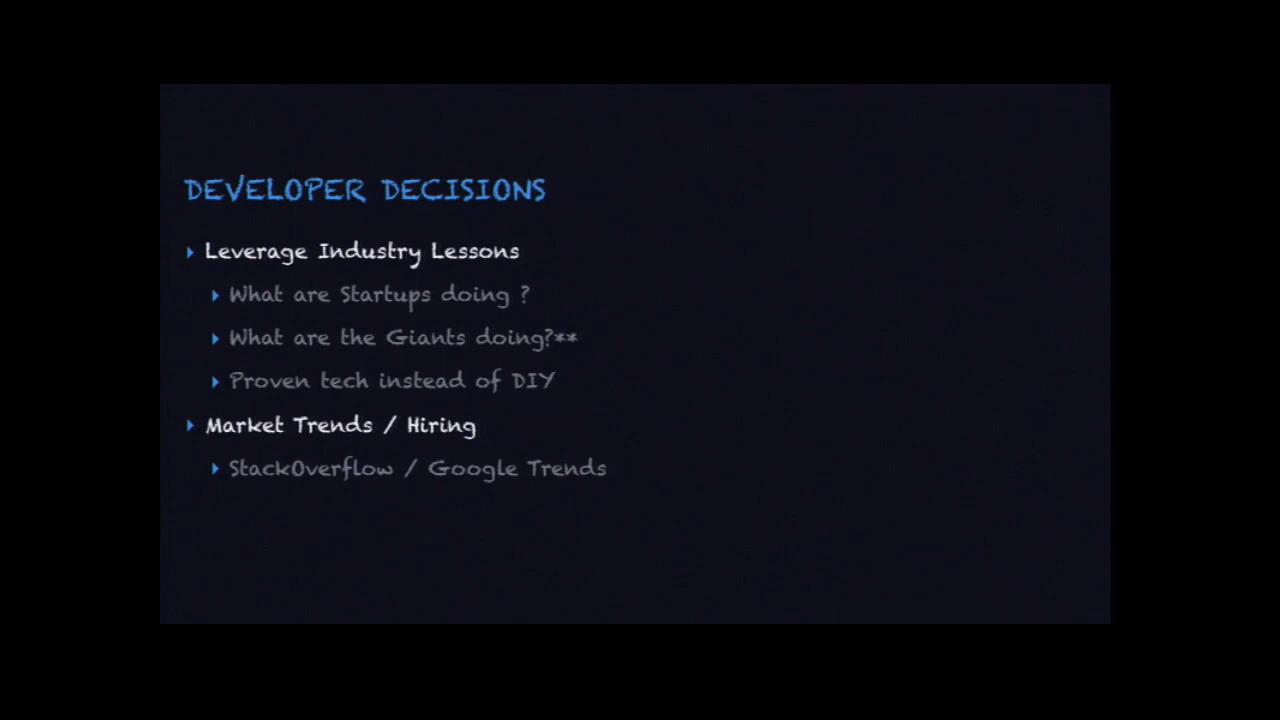 DEVELOPER DECISIONS
Leverage Industry Lessons
What are Startups doing ?
What are the Giants doing?**
Proven tech instead of DIY
Market Trends / Hiring
StackOverflow / Google Trends